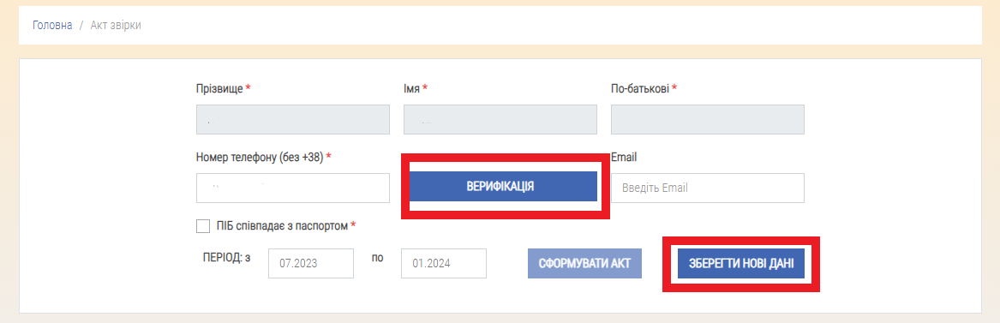 Головна / Акт звірки
Прізвище *
Імя *
По-батькові *
Номер телефону (без +38) *
ВЕРИФІКАЦІЯ
Email
Введіть Email
ПІБ співпадає з паспортом *
ПЕРІОД: з 07.2023 по 01.2024
СФОРМУВАТИ АКТ
ЗБЕРЕГТИ НОВІ ДАНІ